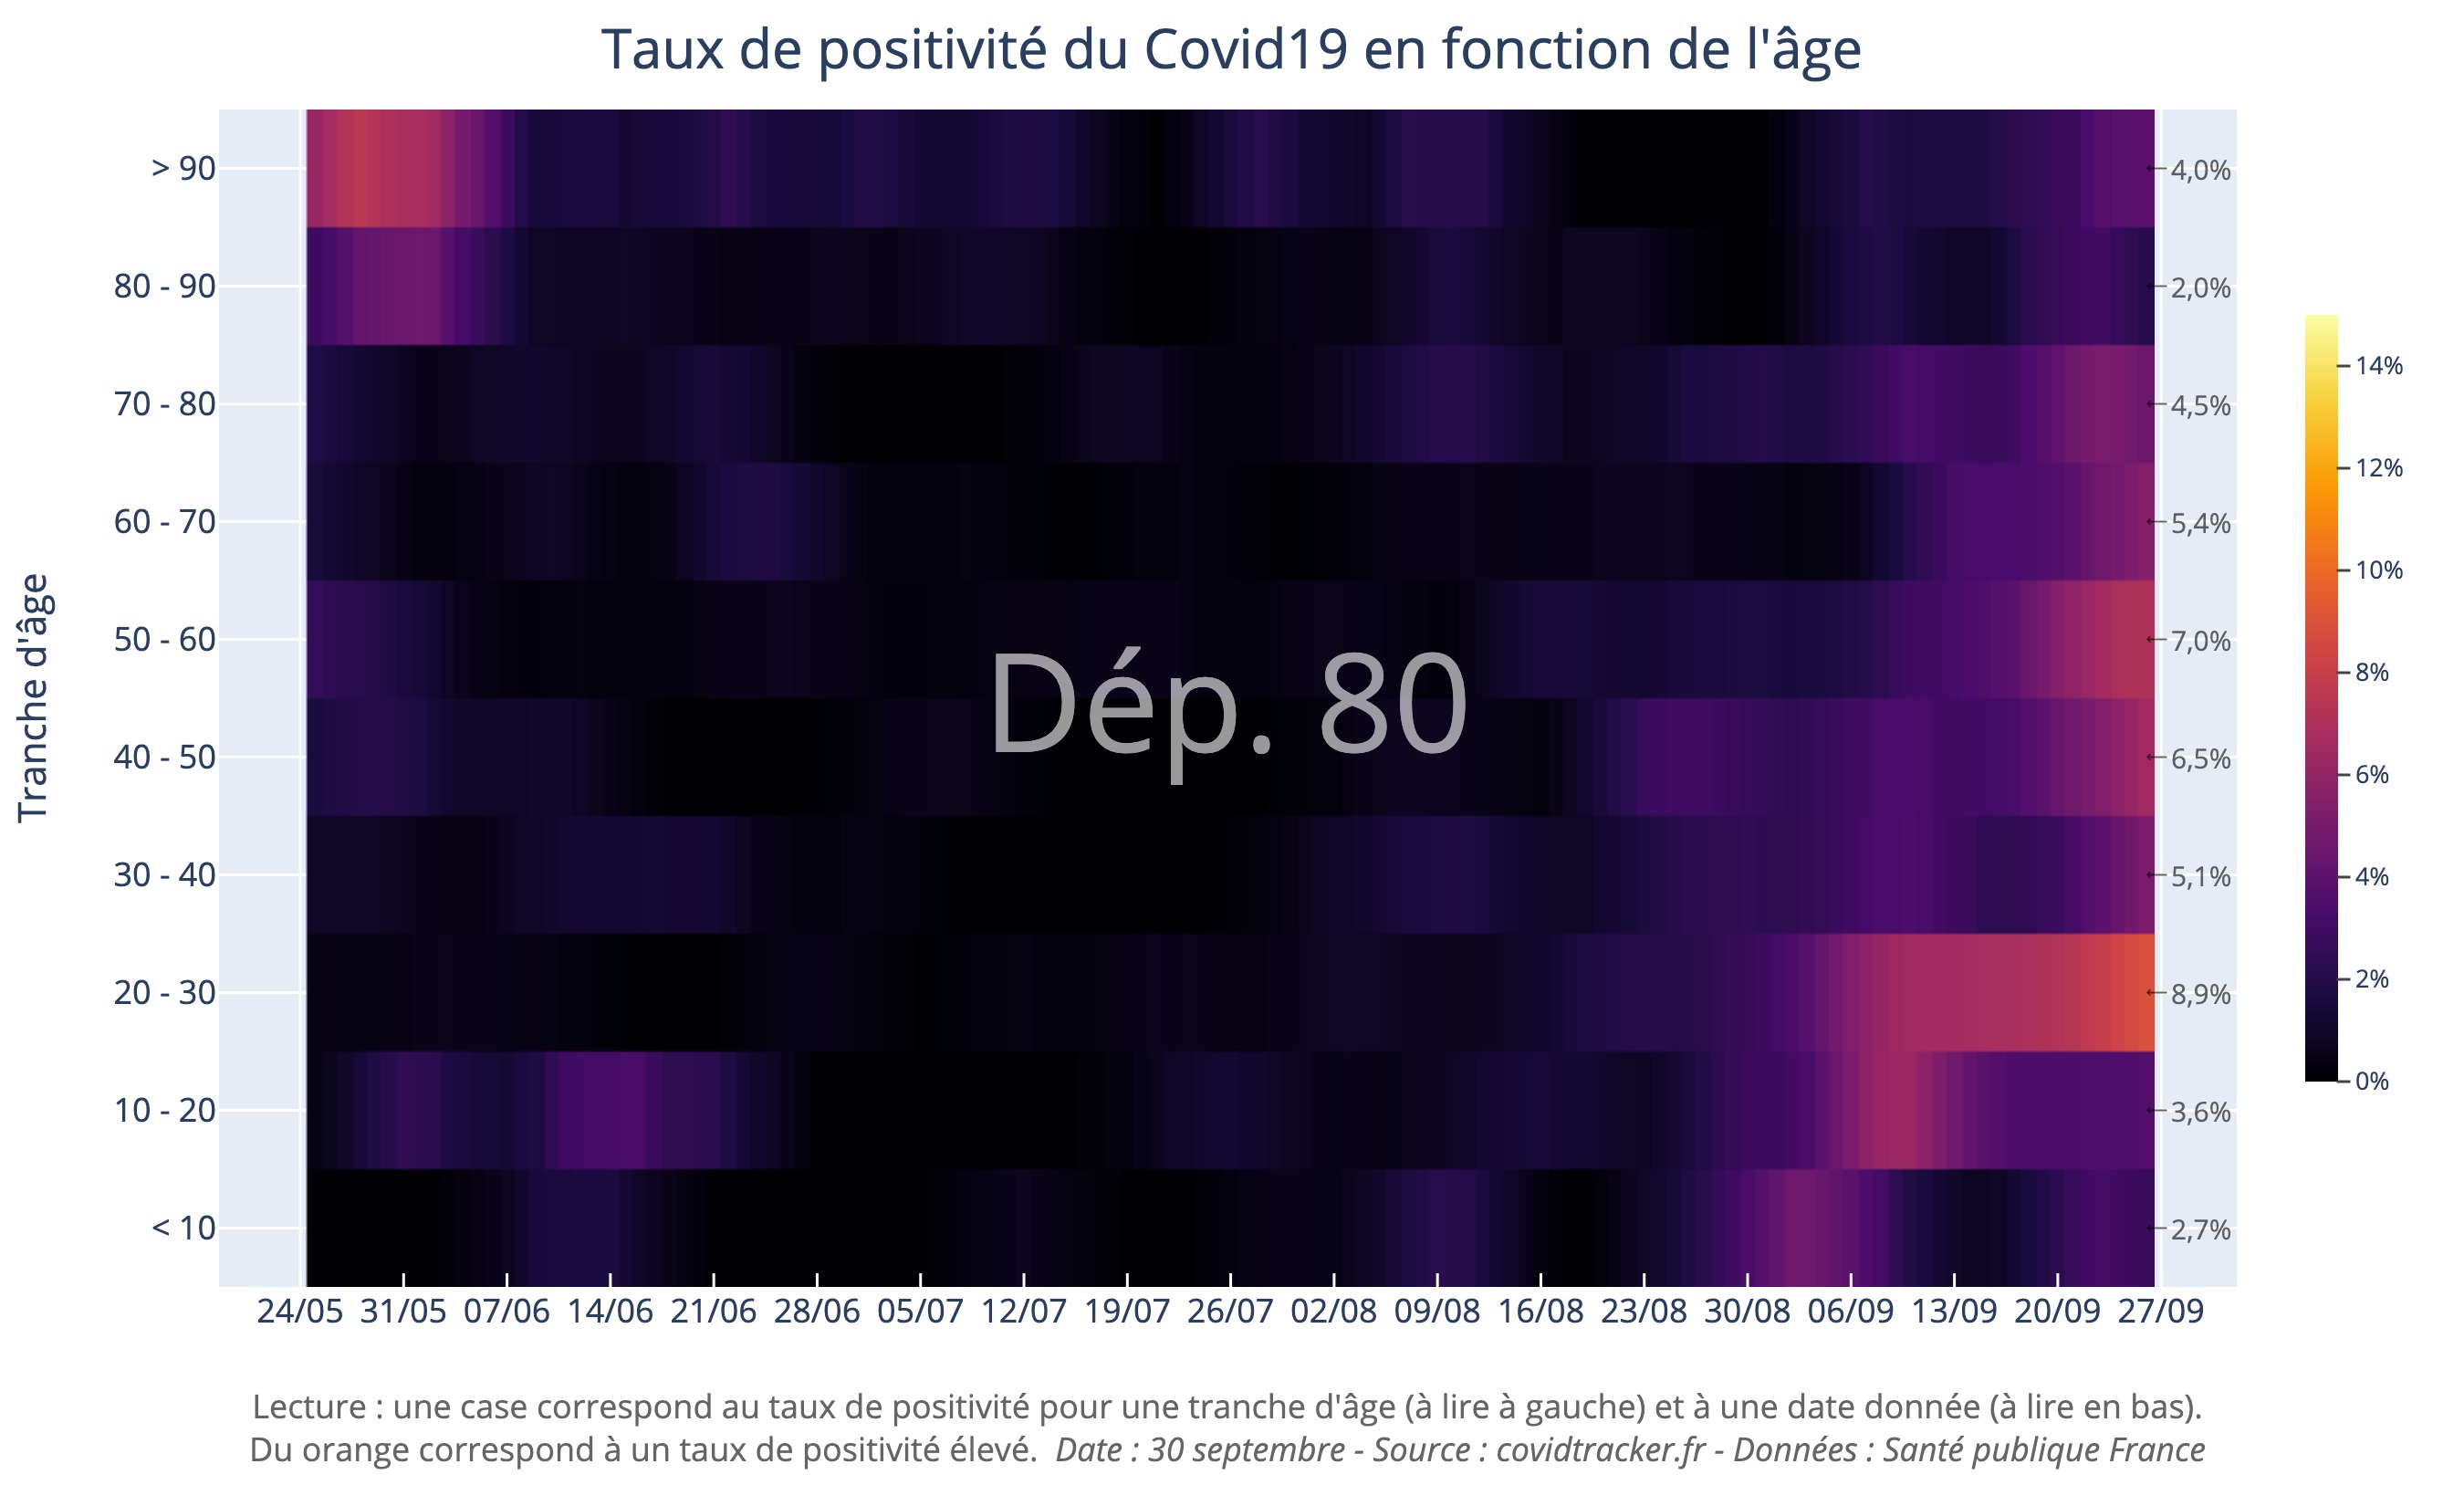 Taux de positivité du Covid19 en fonction de l'âge
Tranche d'âge
> 90
80 - 90
70 - 80
60 - 70
50 - 60
40 - 50
30 - 40
20 - 30
10 - 20
< 10
Dép. 80
4,0%
2,0%
4,5%
5,4%
7,0%
6,5%
5,1%
8,9%
3,6%
2,7%
14%
12%
10%
8%
6%
4%
2%
0%
24/05 31/05 07/06 14/06 21/06 28/06 05/07 12/07 19/07 26/07 02/08 09/08 16/08 23/08 30/08 06/09 13/09 20/09 27/09
Lecture : une case correspond au taux de positivité pour une tranche d'âge (à lire à gauche) et à une date donnée (à lire en bas).
Du orange correspond à un taux de positivité élevé. Date : 30 septembre - Source : covidtracker.fr - Données : Santé publique France